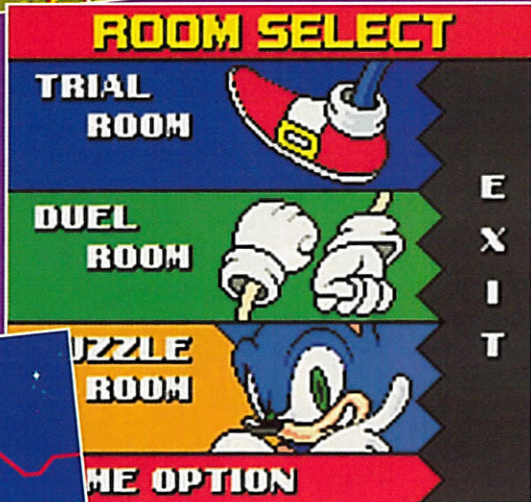 ROOM SELECT
TRIAL
ROOM
DUEL
ROOM
UZZLE
ROOM
ME OPTION
EXIT